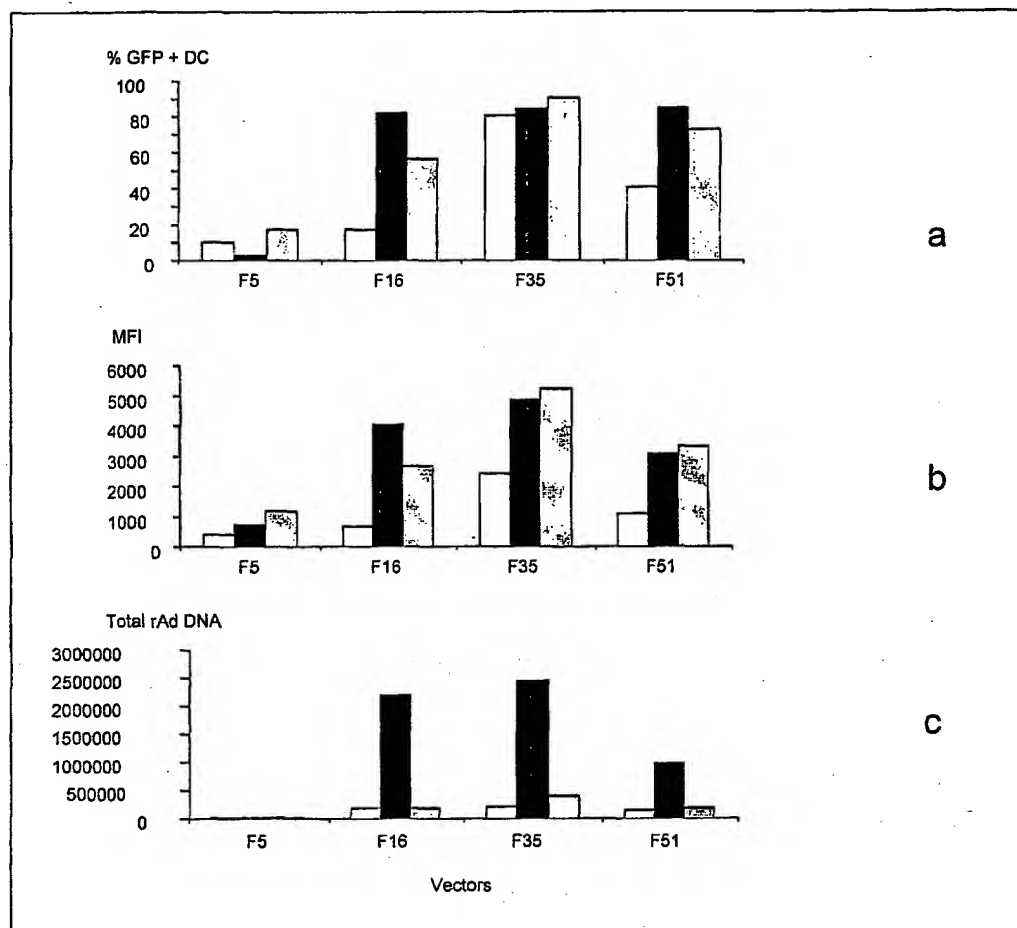 % GFP + DC
100
80
60
40
20
0
F5 F16 F35 F51
a
MFI
6000
5000
4000
3000
2000
1000
0
F5 F16 F35 F51
b
Total rAd DNA
3000000
2500000
2000000
1500000
1000000
500000
0
F5 F16 F35 F51
c
Vectors